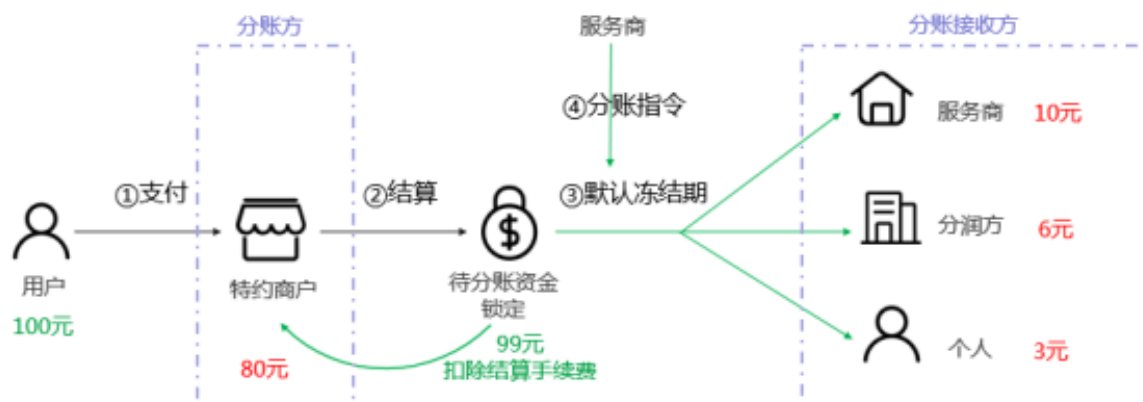 分账方
服务商
分账接收方
④分账指令
服务商
10元
①支付
②结算
③默认冻结期
分润方
6元
用户
100元
特约商户
待分账资金
锁定
99元
扣除结算手续费
80元
个人
3元